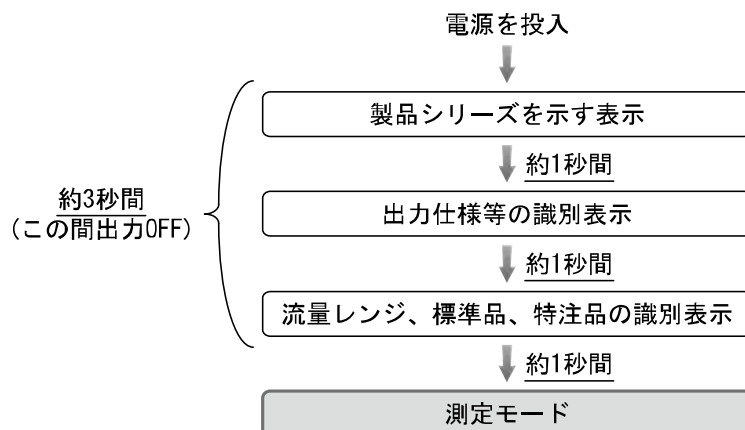 電源を投入
製品シリーズを示す表示
約1秒間
約3秒間
(この間出力OFF)
出力仕様等の識別表示
約1秒間
流量レンジ、標準品、特注品の識別表示
約1秒間
測定モード